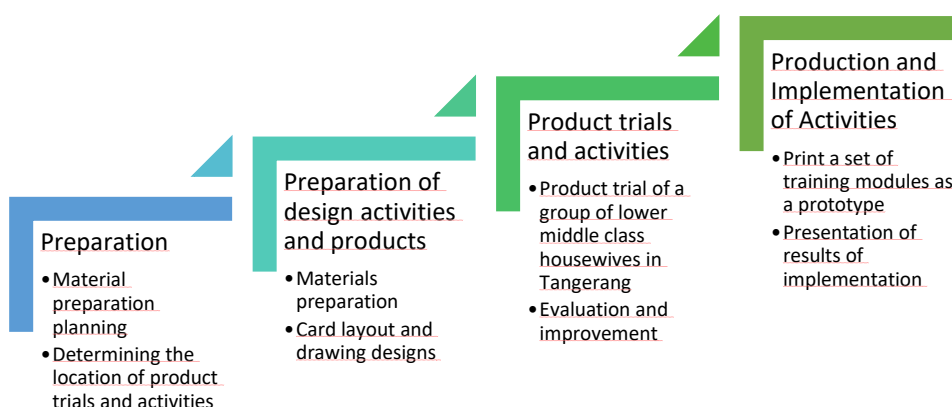 Preparation
•Material
preparation
planning
•Determining the
location of product
trials and activities
Preparation of
design activities
and products
•Materials
preparation
•Card layout and
drawing designs
Product trials
and activities
•Product trial of a
group of lower
middle class
housewives in
Tangerang
•Evaluation and
improvement
Production and
Implementation
of Activities
•Print a set of
training modules as
a prototype
•Presentation of
results of
implementation